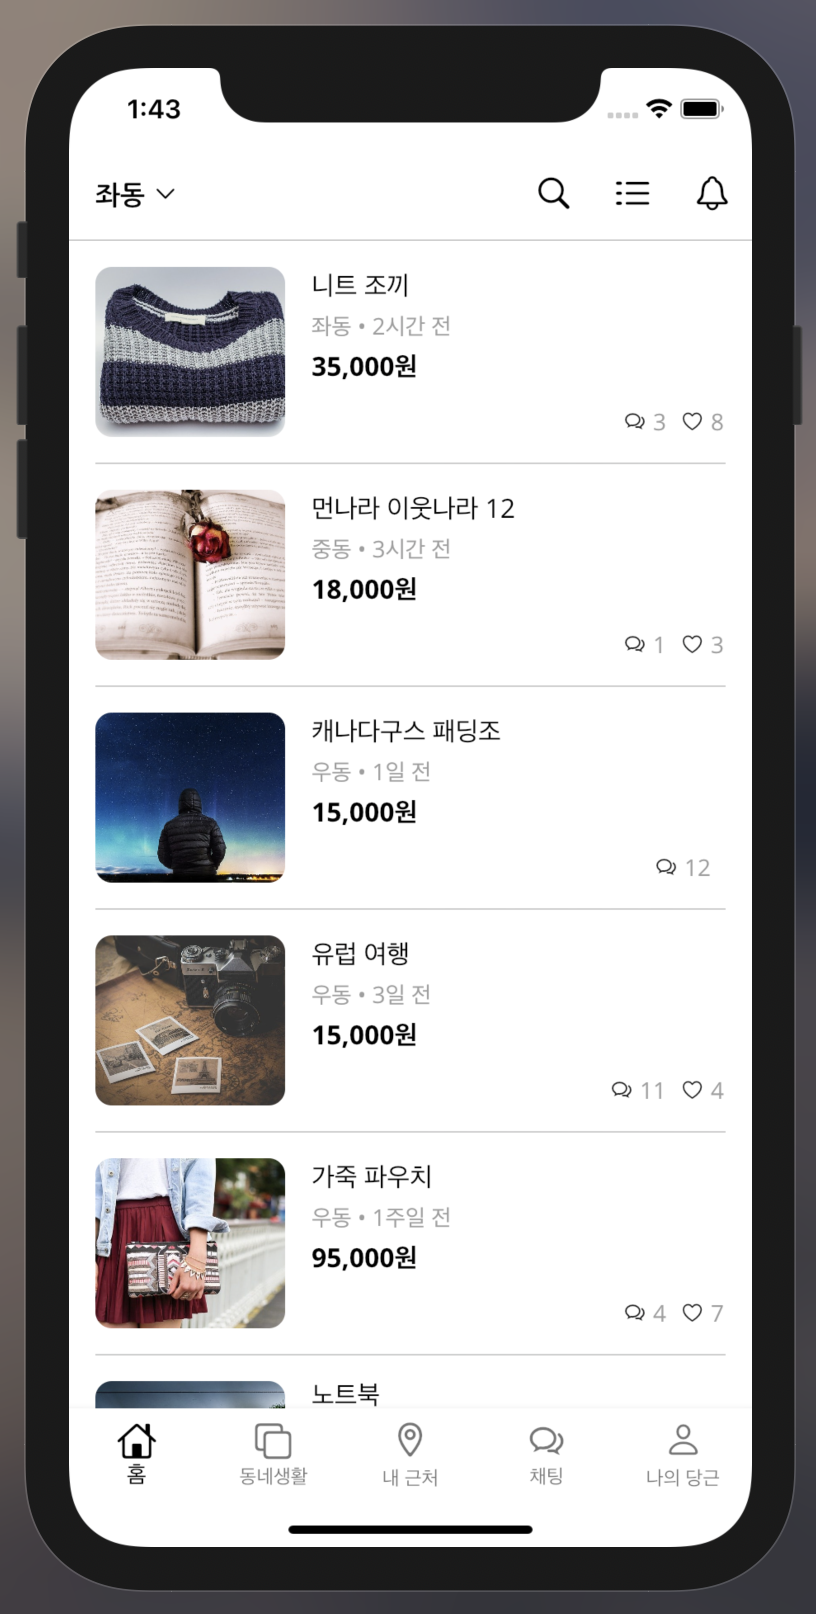 1:43
좌동
니트 조끼
좌동 • 2시간 전
35,000원
3 8
먼나라 이웃나라 12
중동 • 3시간 전
18,000원
1 3
캐나다구스 패딩조
우동 • 1일 전
15,000원
12
유럽 여행
우동 • 3일 전
15,000원
11 4
가죽 파우치
우동 • 1주일 전
95,000원
4 7
노트북
홈 동네생활 내 근처 채팅 나의 당근